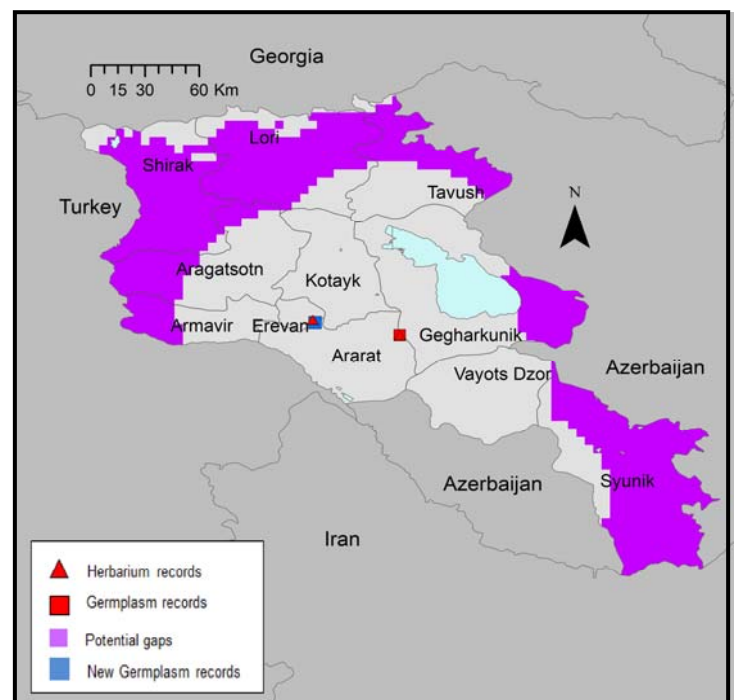 Georgia
0 15 30 60 Km
Lori
Shirak
Tavush
N
Turkey
Aragatsotn
Kotayk
Armavir
Erevan
Gegharkunik
Ararat
Azerbaijan
Vayots Dzor
Azerbaijan
Syunik
Iran
Herbarium records
Germplasm records
Potential gaps
New Germplasm records